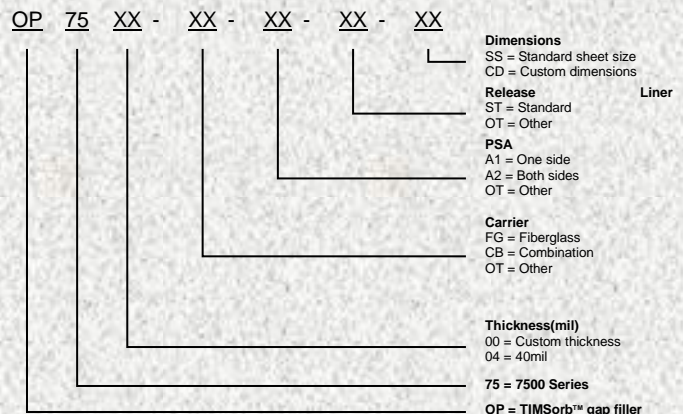 OP 75 XX - XX - XX - XX - XX
Dimensions
SS = Standard sheet size
CD = Custom dimensions
Release Liner
ST = Standard
OT = Other
PSA
A1 = One side
A2 = Both sides
OT = Other
Carrier
FG = Fiberglass
CB = Combination
OT = Other
Thickness(mil)
00 = Custom thickness
04 = 40mil
75 = 7500 Series
OP = TIMSorb™ gap filler